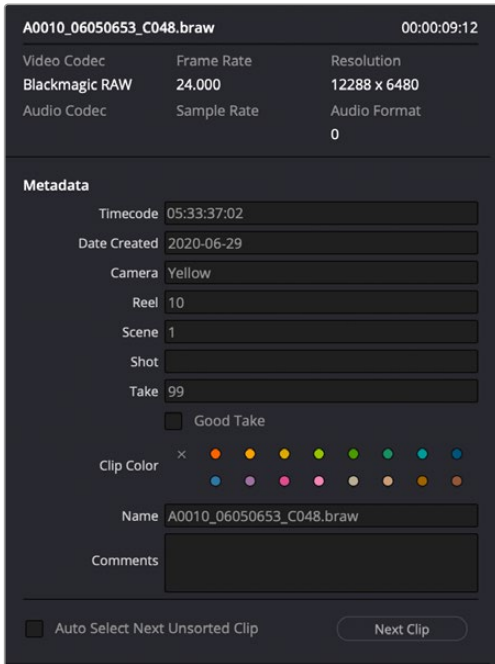 A0010_06050653_C048.braw 00:00:09:12
Video Codec Frame Rate Resolution
Blackmagic RAW 24.000 12288 x 6480
Audio Codec Sample Rate Audio Format
0
Metadata
Timecode 05:33:37:02
Date Created 2020-06-29
Camera Yellow
Reel 10
Scene 1
Shot
Take 99
Good Take
Clip Color
Name A0010_06050653_C048.braw
Comments
Auto Select Next Unsorted Clip Next Clip